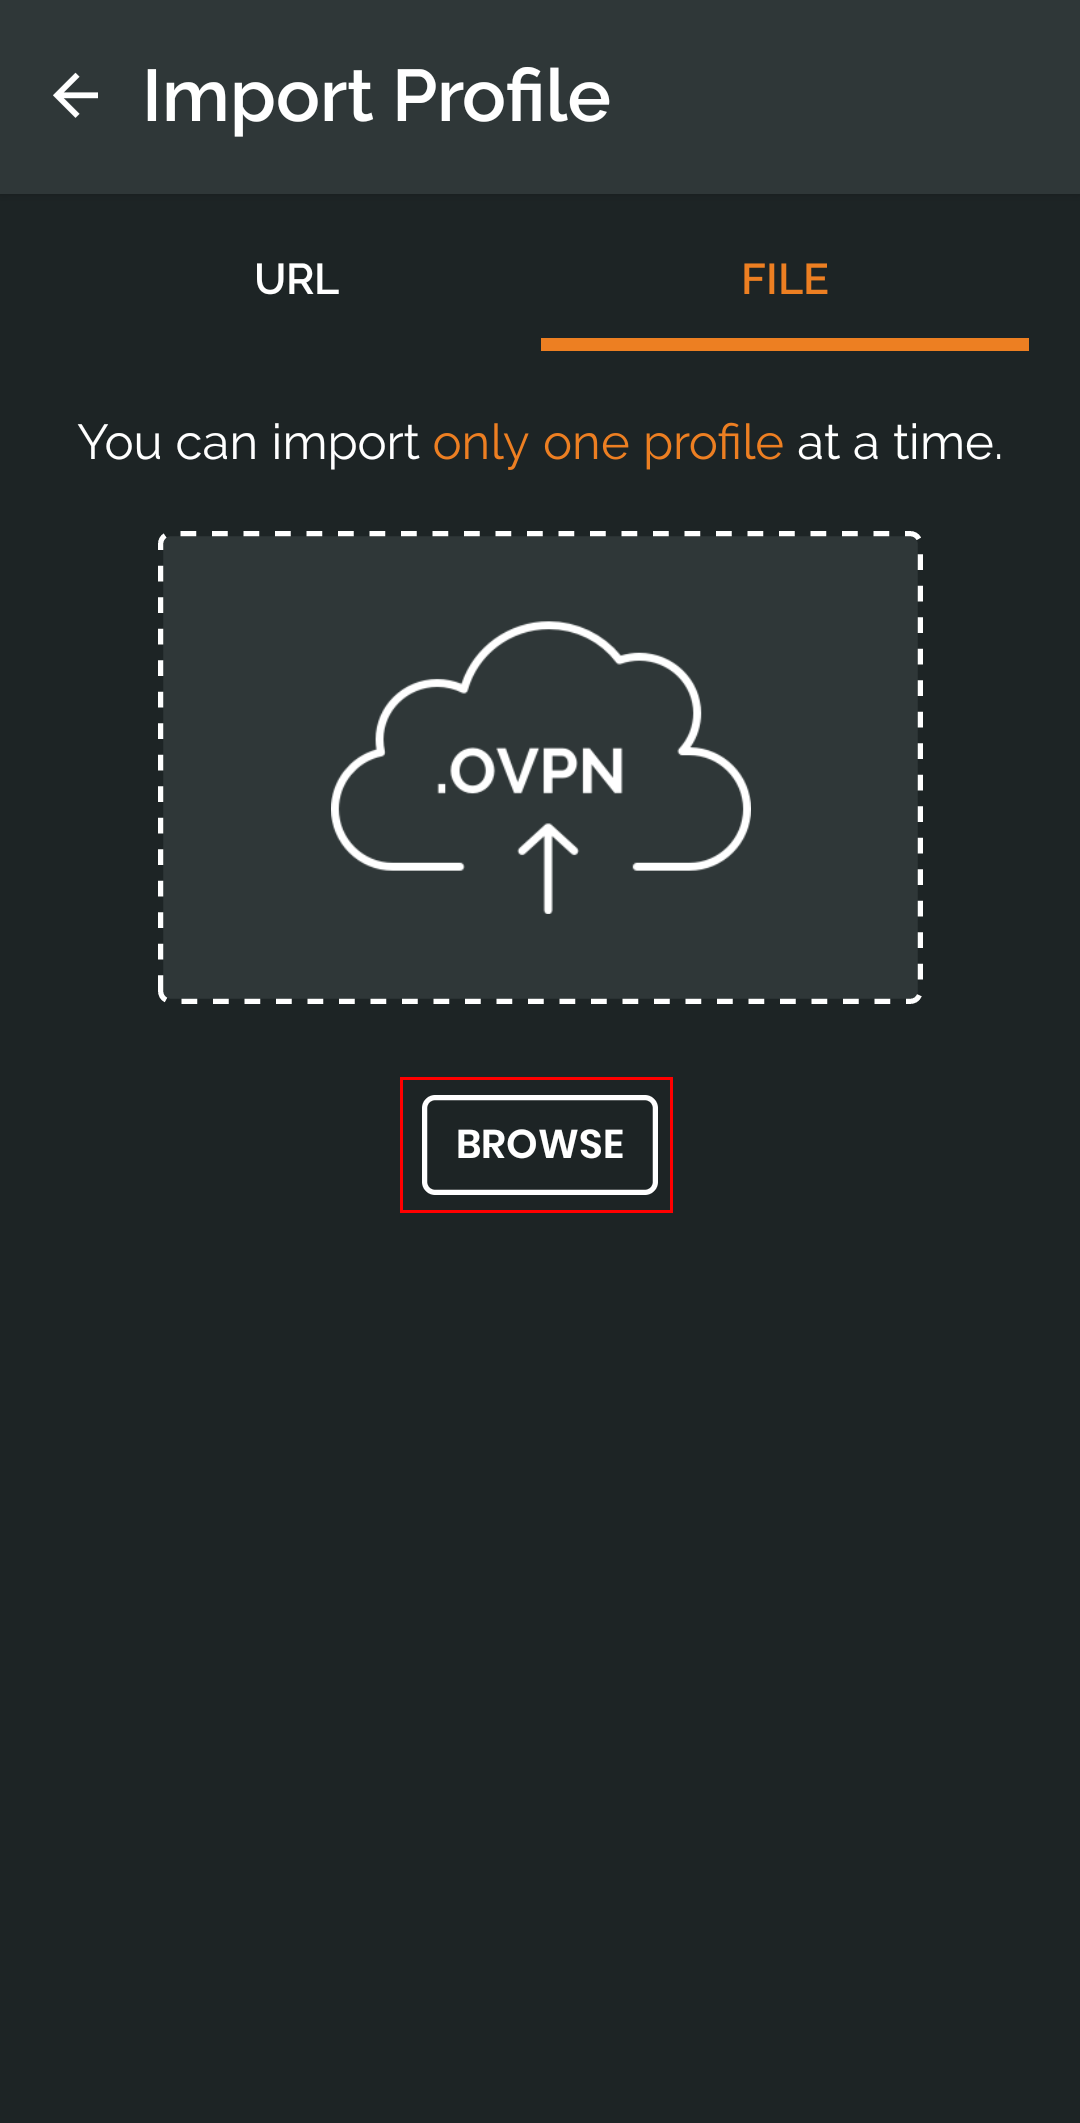 Import Profile
URL
FILE
You can import only one profile at a time.
.OVPN
BROWSE